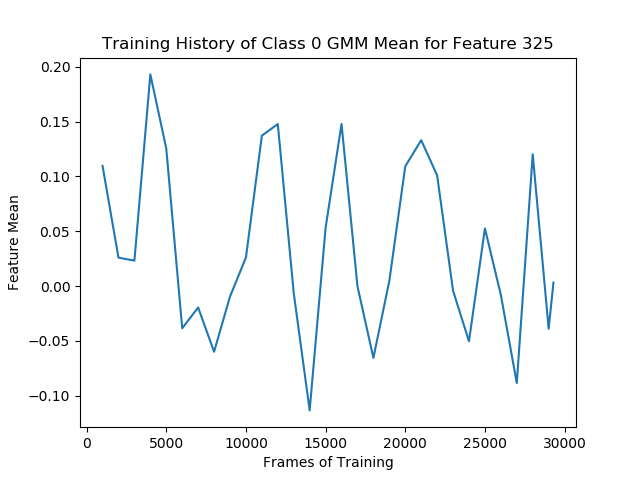 Training History of Class 0 GMM Mean for Feature 325
0.20
0.15
0.10
0.05
0.00
−0.05
−0.10
Feature Mean
0 5000 10000 15000 20000 25000 30000
Frames of Training